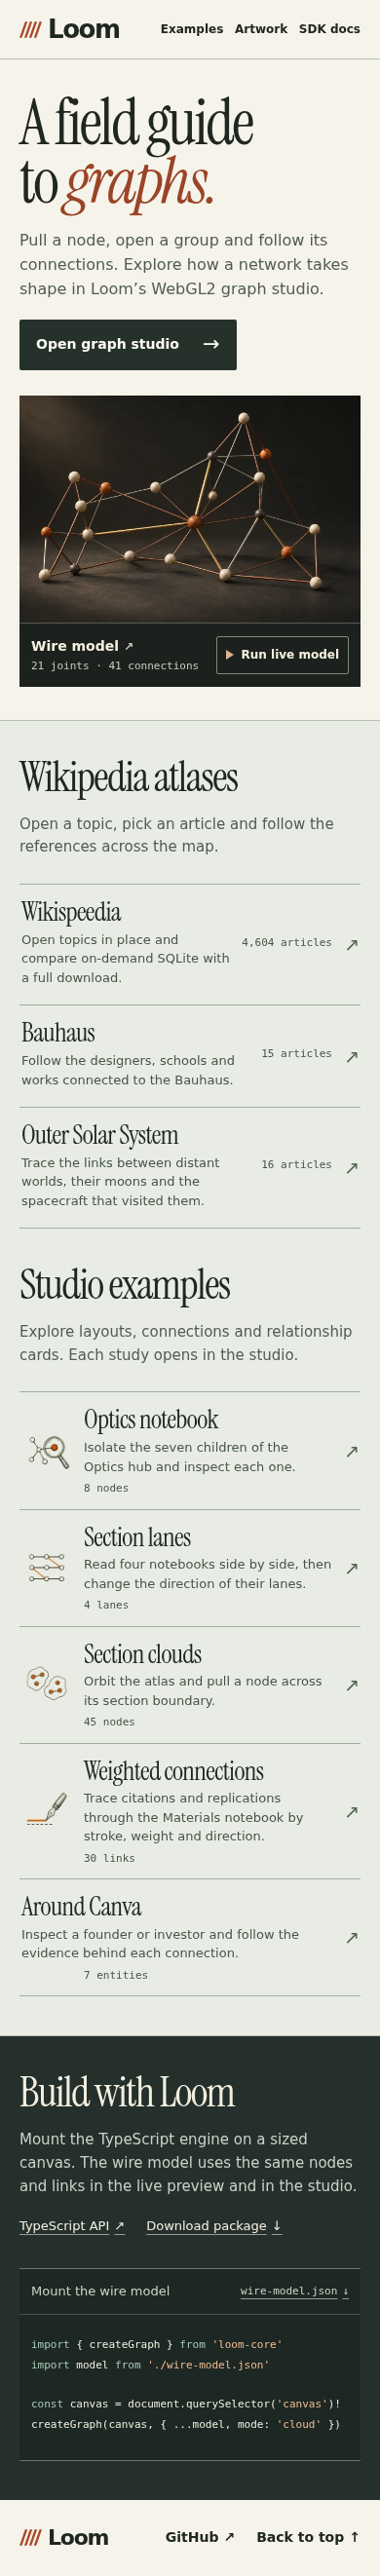 Loom
Examples Artwork SDK docs
A field guide
to graphs.
Pull a node, open a group and follow its
connections. Explore how a network takes
shape in Loom’s WebGL2 graph studio.
Open graph studio →
Wire model ↗
21 joints · 41 connections
Run live model
Wikipedia atlases
Open a topic, pick an article and follow the
references across the map.
Wikispeedia
Open topics in place and
compare on-demand SQLite with
a full download.
4,604 articles ↗
Bauhaus
Follow the designers, schools and
works connected to the Bauhaus.
15 articles ↗
Outer Solar System
Trace the links between distant
worlds, their moons and the
spacecraft that visited them.
16 articles ↗
Studio examples
Explore layouts, connections and relationship
cards. Each study opens in the studio.
Optics notebook
Isolate the seven children of the
Optics hub and inspect each one.
8 nodes
↗
Section lanes
Read four notebooks side by side, then
change the direction of their lanes.
4 lanes
↗
Section clouds
Orbit the atlas and pull a node across
its section boundary.
45 nodes
↗
Weighted connections
Trace citations and replications
through the Materials notebook by
stroke, weight and direction.
30 links
↗
Around Canva
Inspect a founder or investor and follow the
evidence behind each connection.
7 entities
↗
Build with Loom
Mount the TypeScript engine on a sized
canvas. The wire model uses the same nodes
and links in the live preview and in the studio.
TypeScript API ↗ Download package ↓
Mount the wire model
wire-model.json ↓
import { createGraph } from 'loom-core'
import model from './wire-model.json'
const canvas = document.querySelector('canvas')!
createGraph(canvas, { ...model, mode: 'cloud' })
Loom
GitHub ↗ Back to top ↑